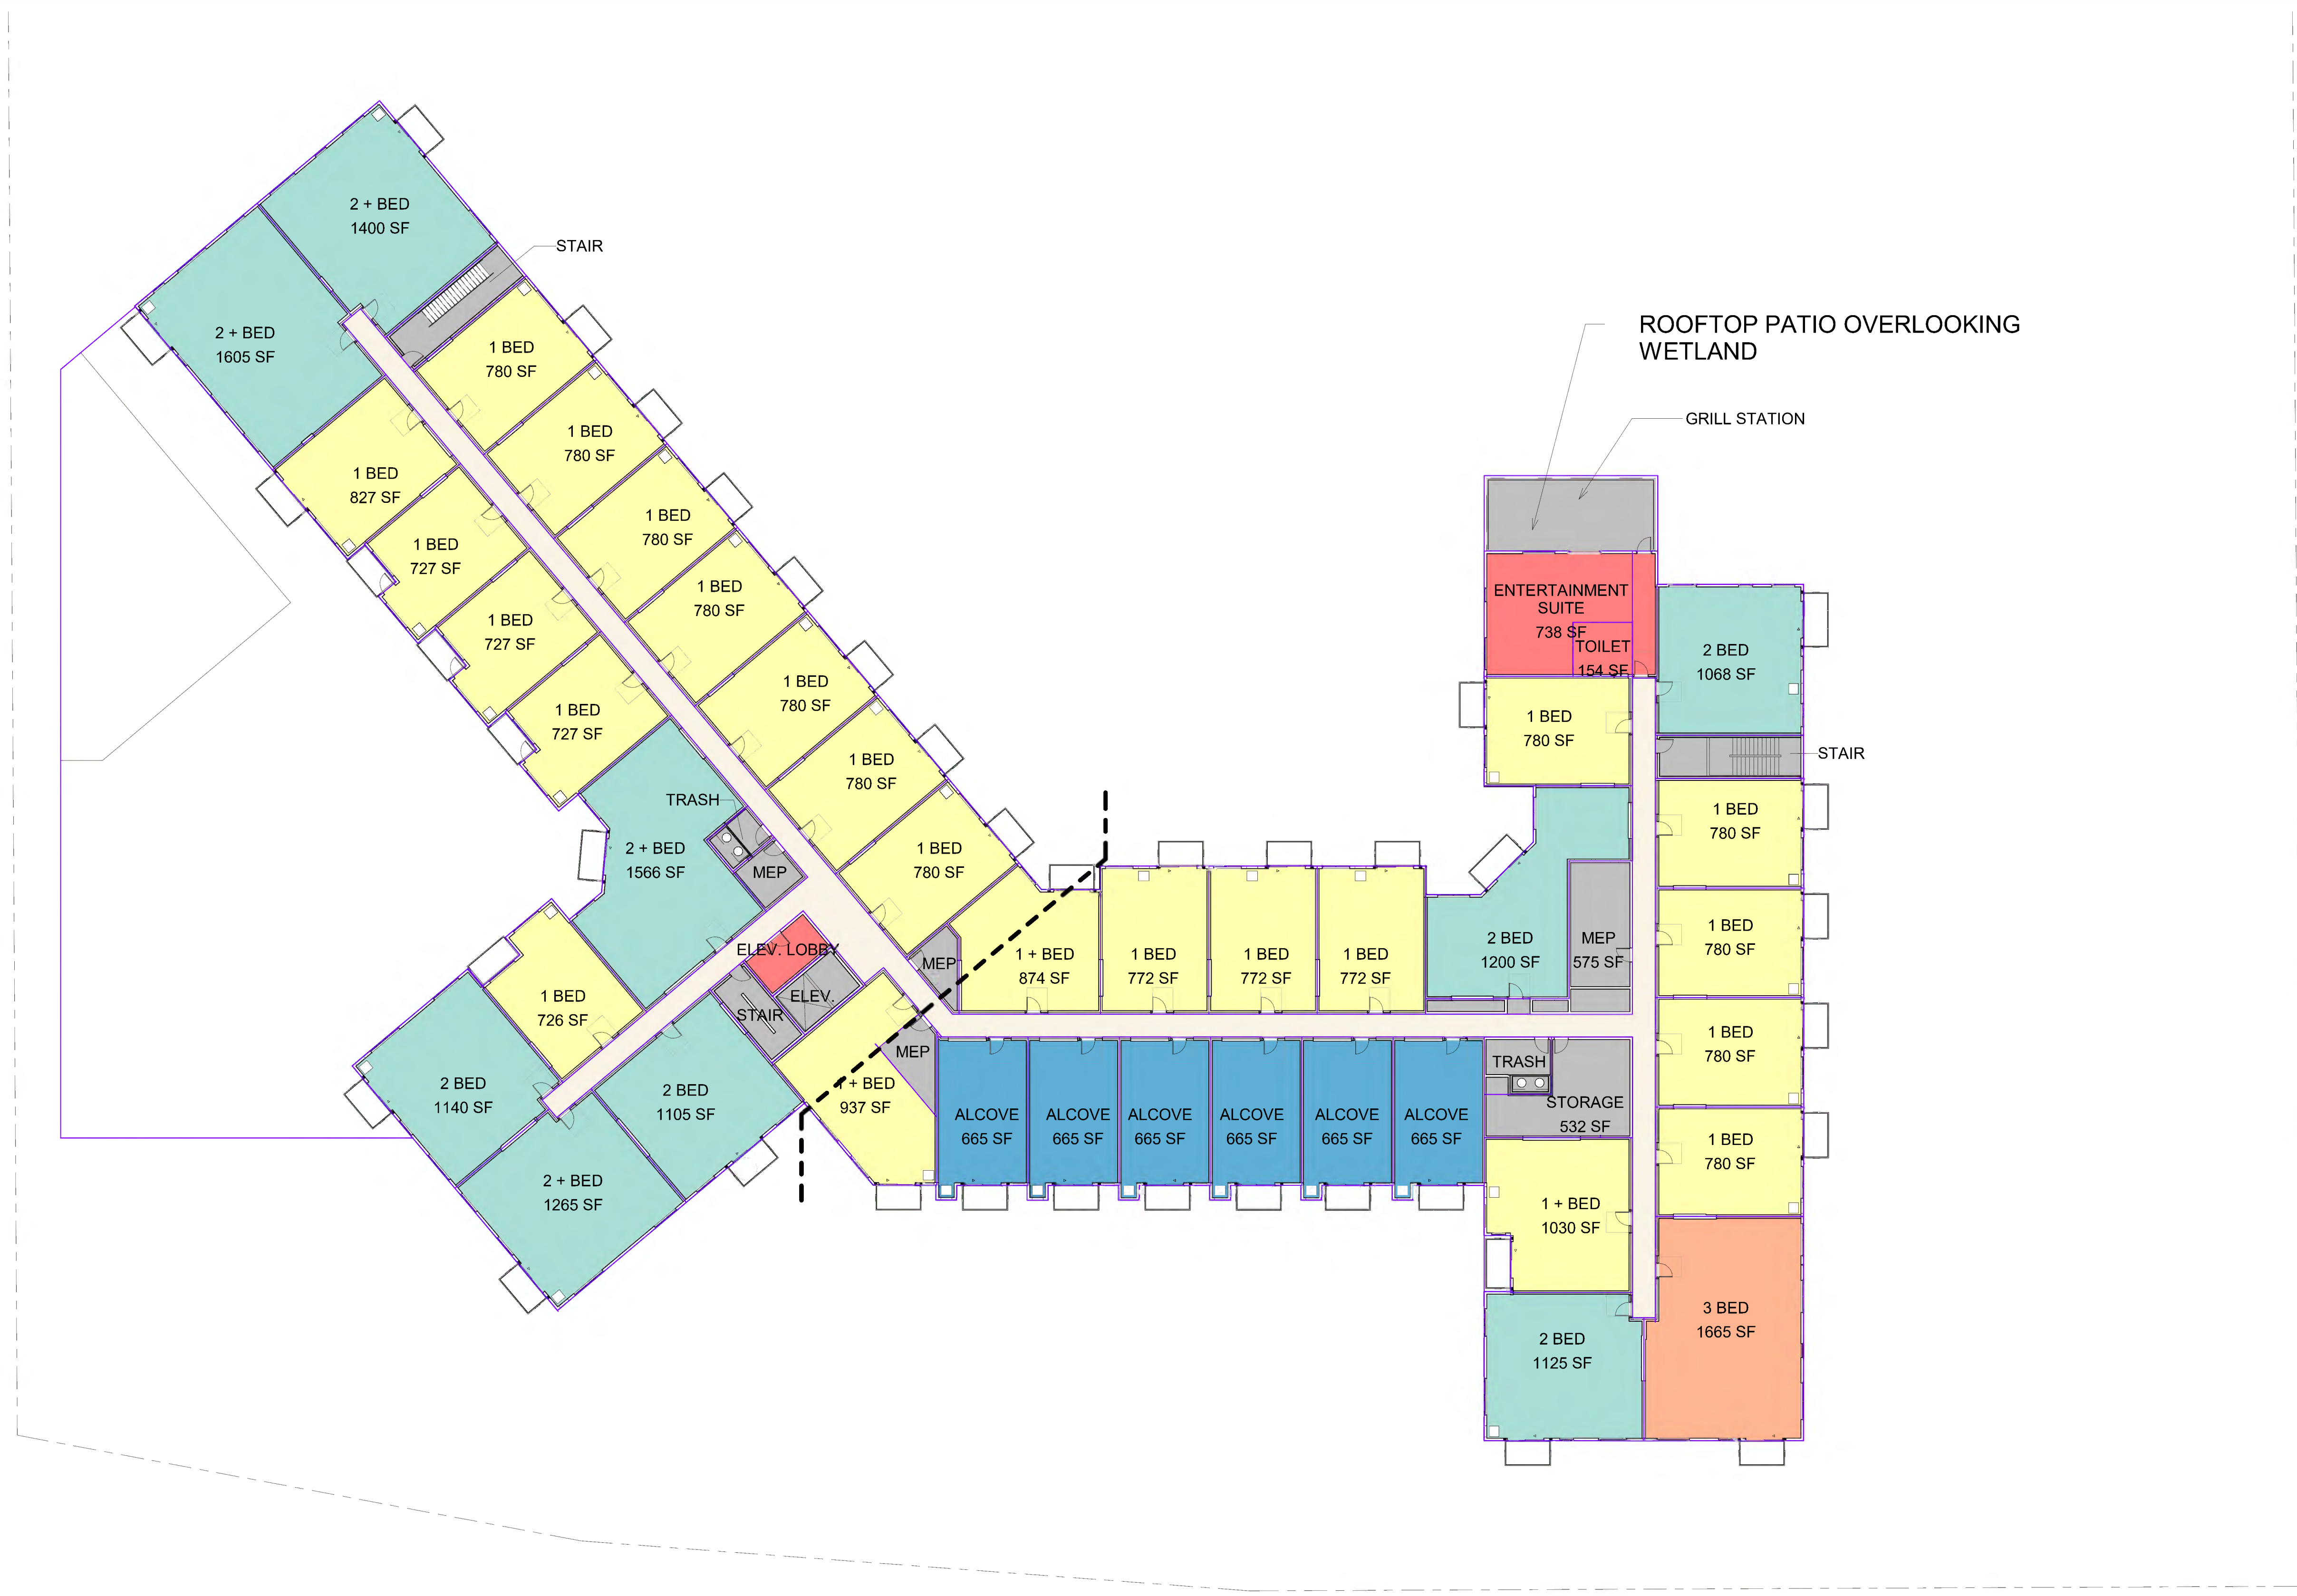 2 + BED
1400 SF
STAIR
2 + BED
1605 SF
1 BED
780 SF
1 BED
780 SF
1 BED
827 SF
1 BED
780 SF
1 BED
727 SF
1 BED
780 SF
1 BED
727 SF
1 BED
780 SF
1 BED
727 SF
1 BED
780 SF
TRASH
2 + BED
1566 SF
MEP
1 BED
780 SF
ELEV. LOBBY
MEP
ELEV.
STAIR
1 BED
726 SF
2 BED
1140 SF
2 BED
1105 SF
2 + BED
1265 SF
MEP
1 + BED
937 SF
1 + BED
874 SF
1 BED
772 SF
1 BED
772 SF
1 BED
772 SF
2 BED
1200 SF
MEP
575 SF
ALCOVE
665 SF
ALCOVE
665 SF
ALCOVE
665 SF
ALCOVE
665 SF
ALCOVE
665 SF
ALCOVE
665 SF
ROOFTOP PATIO OVERLOOKING
WETLAND
GRILL STATION
ENTERTAINMENT
SUITE
738 SF
TOILET
154 SF
2 BED
1068 SF
1 BED
780 SF
STAIR
1 BED
780 SF
1 BED
780 SF
1 BED
780 SF
1 BED
780 SF
TRASH
STORAGE
532 SF
1 + BED
1030 SF
3 BED
1665 SF
2 BED
1125 SF